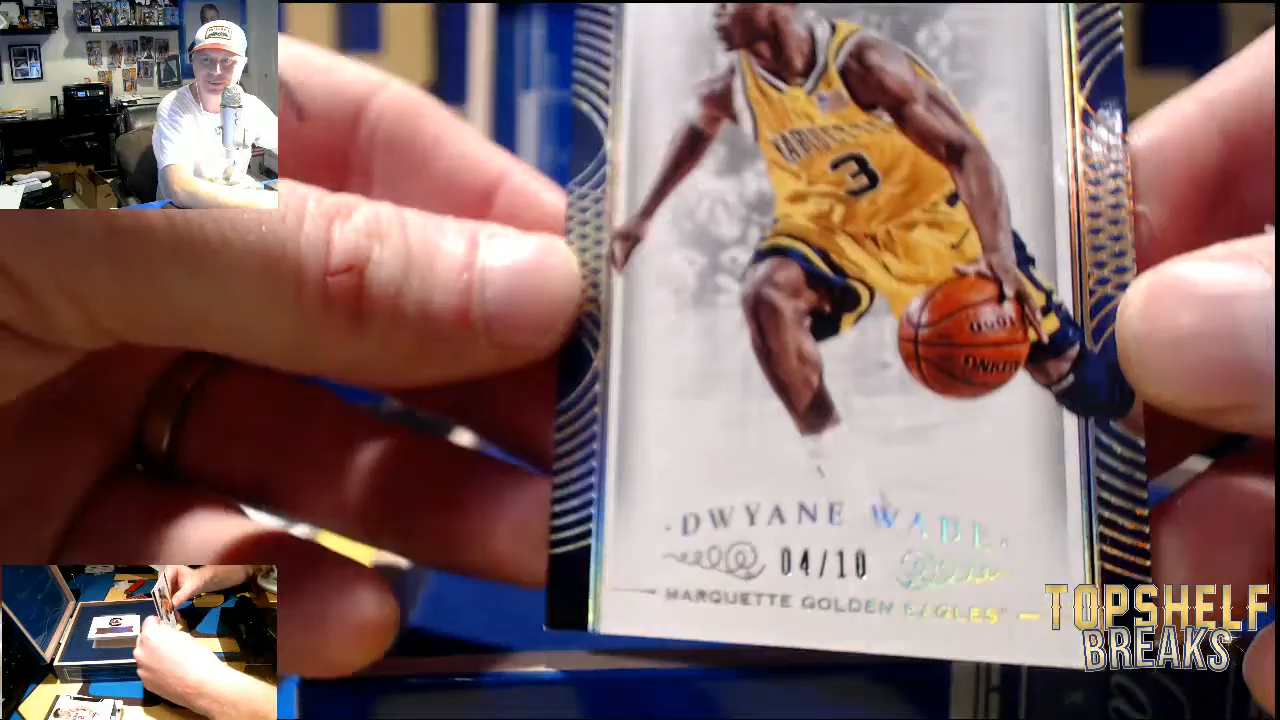 MARQUETTE
3
·DWYANE WADE·
04/10
MARQUETTE GOLDEN EAGLES
TOPSHELF
BREAKS